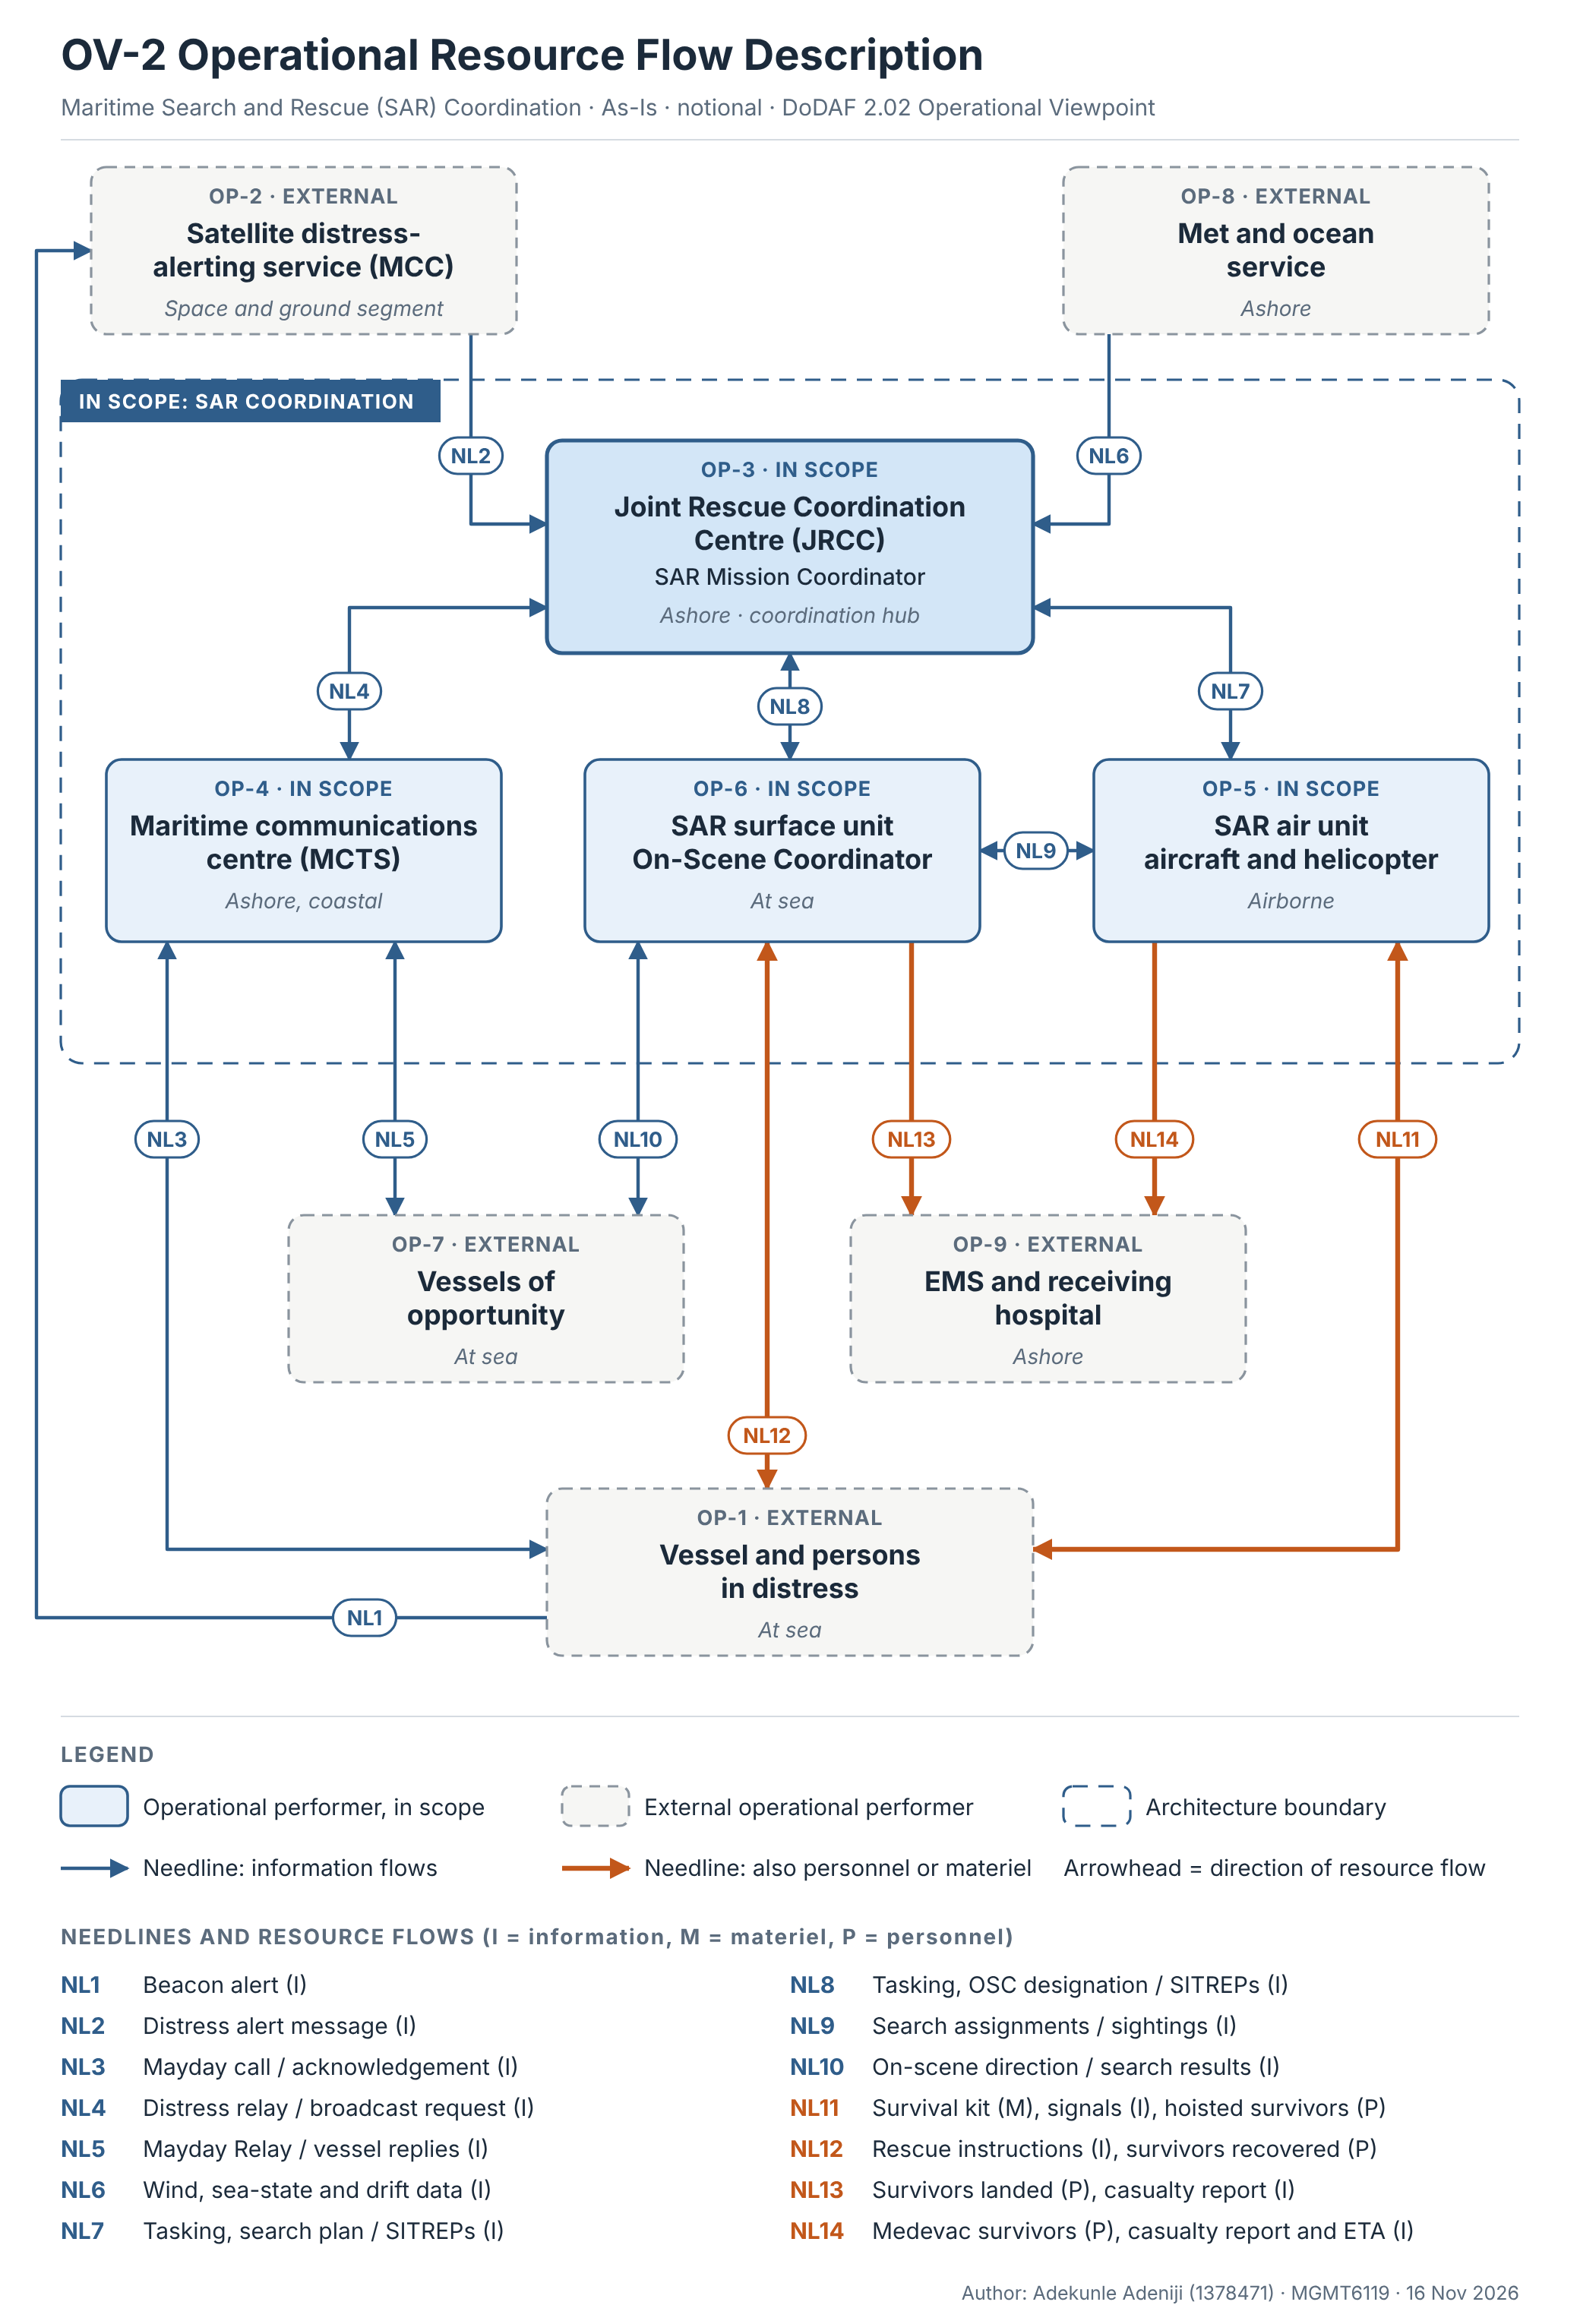 OV-2 Operational Resource Flow Description
Maritime Search and Rescue (SAR) Coordination · As-Is · notional · DoDAF 2.02 Operational Viewpoint
OP-2 · EXTERNAL
Satellite distress-
alerting service (MCC)
Space and ground segment
OP-8 · EXTERNAL
Met and ocean
service
Ashore
IN SCOPE: SAR COORDINATION
NL2
NL6
OP-3 · IN SCOPE
Joint Rescue Coordination
Centre (JRCC)
SAR Mission Coordinator
Ashore · coordination hub
NL4
NL8
NL7
OP-4 · IN SCOPE
Maritime communications
centre (MCTS)
Ashore, coastal
OP-6 · IN SCOPE
SAR surface unit
On-Scene Coordinator
At sea
NL9
OP-5 · IN SCOPE
SAR air unit
aircraft and helicopter
Airborne
NL3
NL5
NL10
NL13
NL14
NL11
OP-7 · EXTERNAL
Vessels of
opportunity
At sea
OP-9 · EXTERNAL
EMS and receiving
hospital
Ashore
NL12
OP-1 · EXTERNAL
Vessel and persons
in distress
At sea
NL1
LEGEND
Operational performer, in scope
External operational performer
Architecture boundary
Needline: information flows
Needline: also personnel or materiel
Arrowhead = direction of resource flow
NEEDLINES AND RESOURCE FLOWS (I = information, M = materiel, P = personnel)
NL1 Beacon alert (I)
NL2 Distress alert message (I)
NL3 Mayday call / acknowledgement (I)
NL4 Distress relay / broadcast request (I)
NL5 Mayday Relay / vessel replies (I)
NL6 Wind, sea-state and drift data (I)
NL7 Tasking, search plan / SITREPs (I)
NL8 Tasking, OSC designation / SITREPs (I)
NL9 Search assignments / sightings (I)
NL10 On-scene direction / search results (I)
NL11 Survival kit (M), signals (I), hoisted survivors (P)
NL12 Rescue instructions (I), survivors recovered (P)
NL13 Survivors landed (P), casualty report (I)
NL14 Medevac survivors (P), casualty report and ETA (I)
Author: Adekunle Adeniji (1378471) · MGMT6119 · 16 Nov 2026